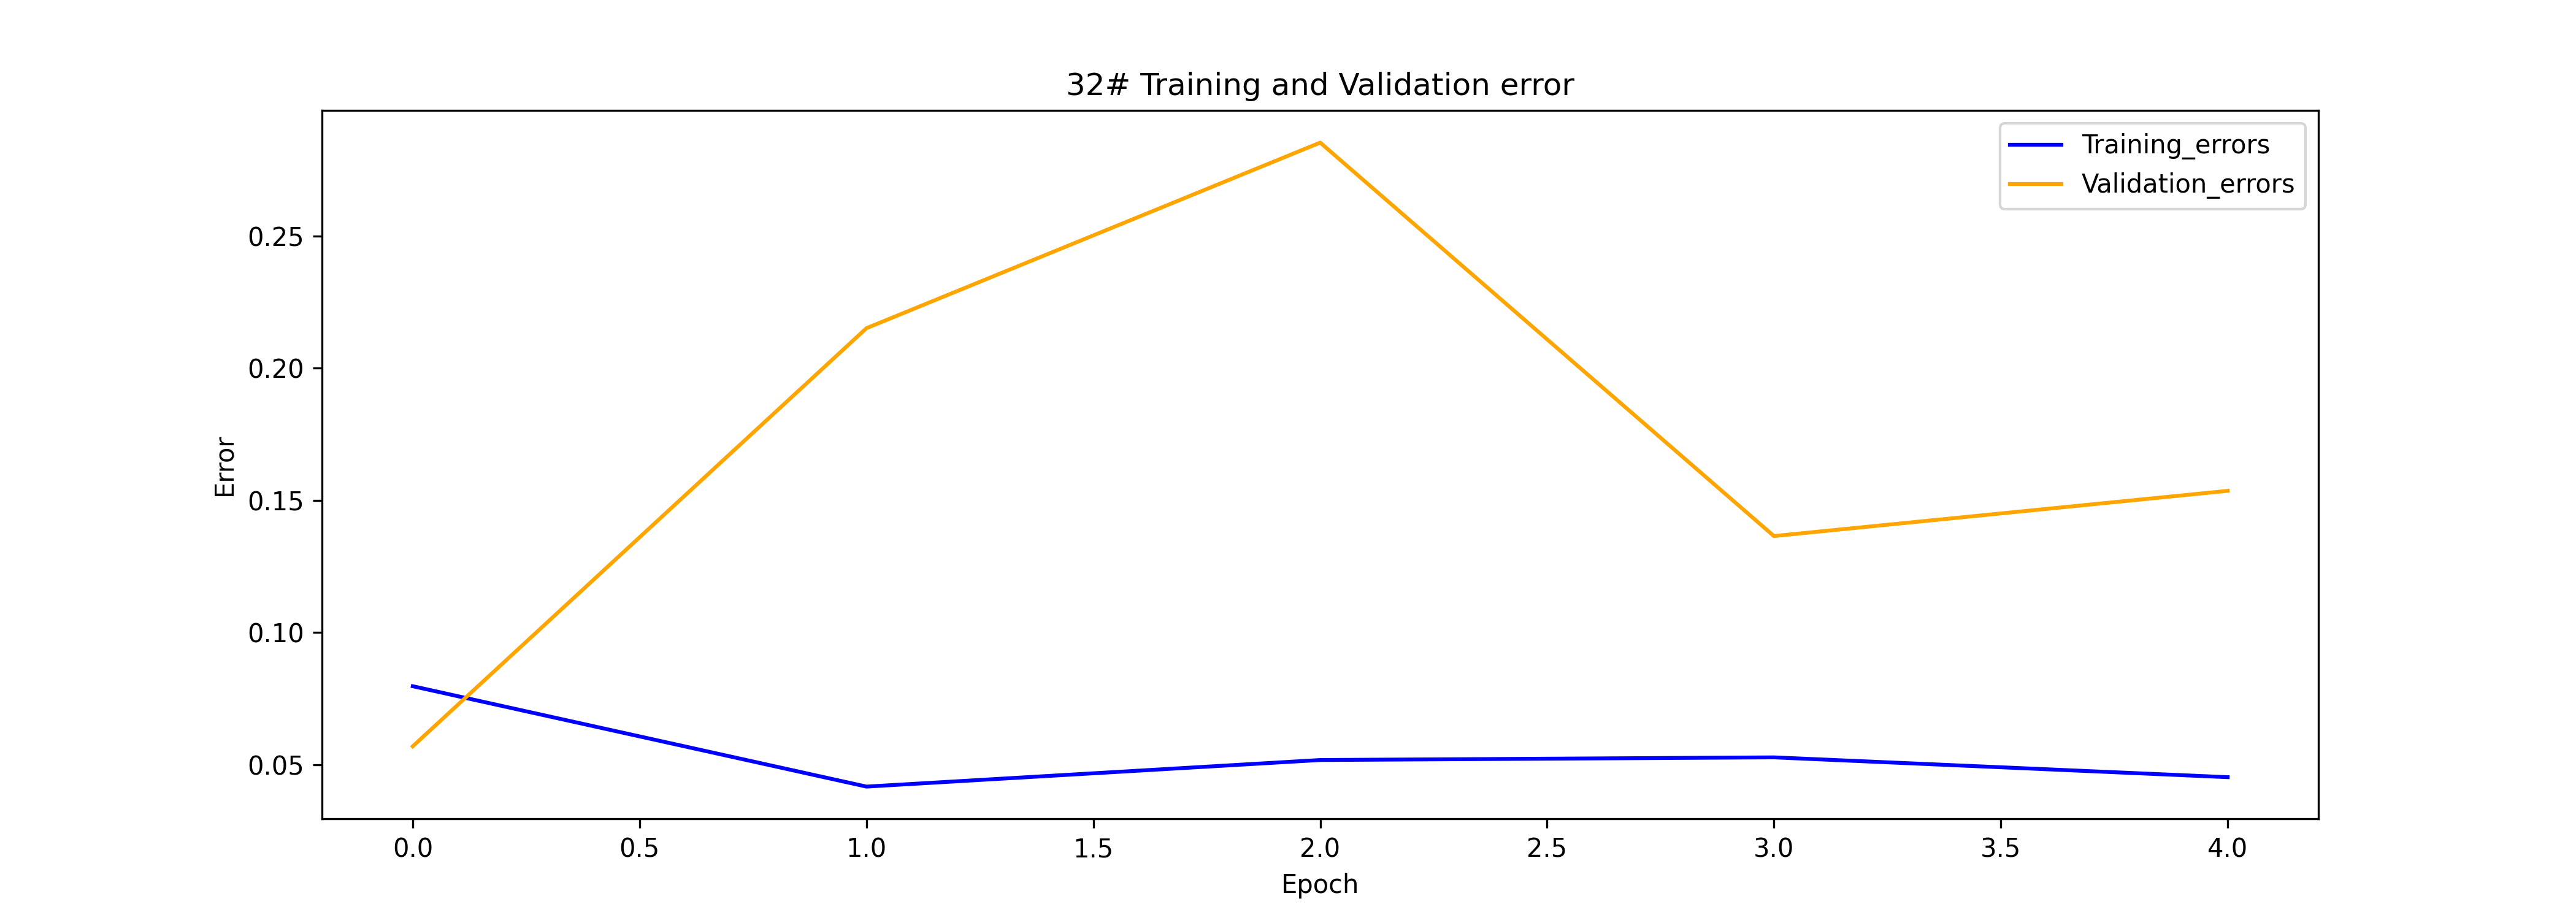 32# Training and Validation error
Training_errors
Validation_errors
Error
0.25
0.20
0.15
0.10
0.05
0.0 0.5 1.0 1.5 2.0 2.5 3.0 3.5 4.0
Epoch